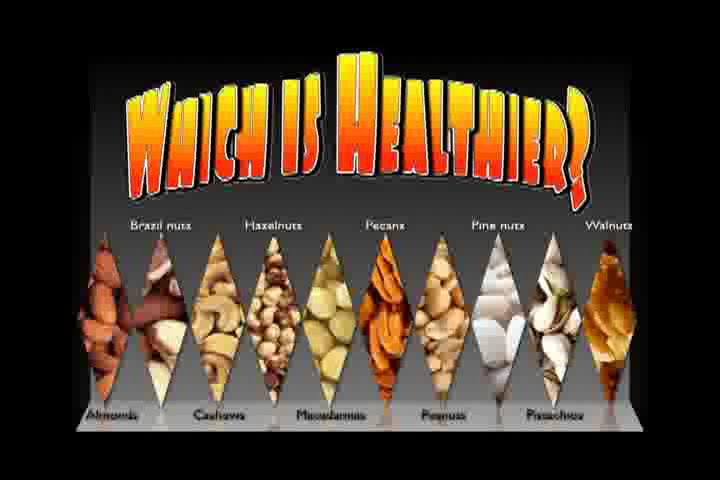 WHICH IS HEALTHIER?
Brazil nuts Hazelnuts Pecans Pine nuts Walnuts
Almonds Cashews Macadamias Peanuts Pistachios